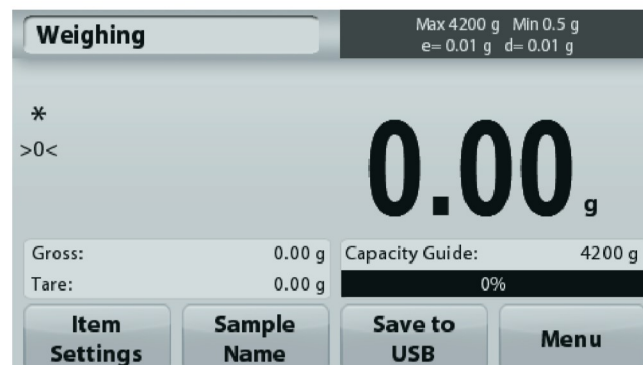 Weighing
Max 4200 g Min 0.5 g
e= 0.01 g d= 0.01 g
*
>0<
0.00 g
Gross: 0.00 g
Tare: 0.00 g
Capacity Guide: 4200 g
0%
Item Settings
Sample Name
Save to USB
Menu